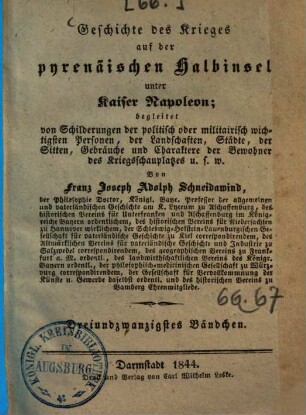 [66.]
Geschichte des Krieges
auf der
pyrenäischen Halbinsel
unter
Kaiser Napoleon;
begleitet
von Schilderungen der politisch oder militairisch wich-
tigsten Personen, der Landschaften, Städte, der
Sitten, Gebräuche und Charaktere der Bewohner
des Kriegsschauplatzes u. s. w.
Von
Franz Joseph Adolph Schneidawind,
der Philosophie Doctor, Königl. Bayr. Professor der allgemeinen
und vaterländischen Geschichte am K. Lyceum zu Aschaffenburg, des
historischen Vereins für Unterfranken und Aschaffenburg im König-
reich Bayern ordentlichem, des historischen Vereins für Niedersachsen
zu Hannover wirklichem, der Schleswig-Holstein-Lauenburgischen Ge-
sellschaft für vaterländische Geschichte zu Kiel correspondirendem, des
Altmärkischen Vereins für vaterländische Geschichte und Industrie zu
Salzwedel correspondirendem, des geographischen Vereins zu Frank-
furt a. M. ordentl., des landwirthschaftlichen Vereins des Königr.
Bayern ordentl., der philosophisch-medicinischen Gesellschaft zu Würz-
burg correspondirendem, der Gesellschaft für Vervollkommnung der
Künste u. Gewerbe daselbst ordentl. und des historischen Vereins zu
Bamberg Ehrenmitgliede.
66.67
Dreiundzwanzigstes Bändchen.
KÖNIGL. KREISBIBLIOTHEK
AUGSBURG
Darmstadt 1844.
Druck und Verlag von Carl Wilhelm Leske.